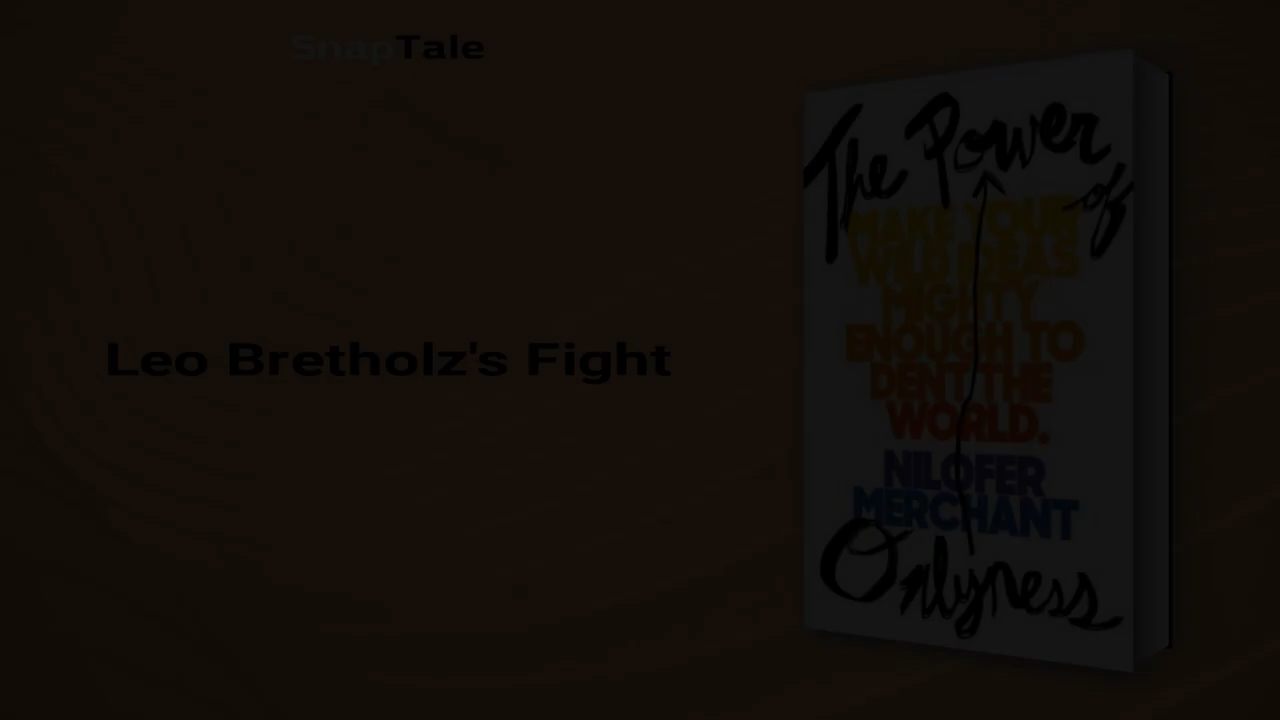 SnapTale
Leo Bretholz's Fight
The Power
of
MAKE YOUR
WILD IDEAS
MIGHTY
ENOUGH TO
DENT THE
WORLD.
NILOFER
MERCHANT
Onlyness